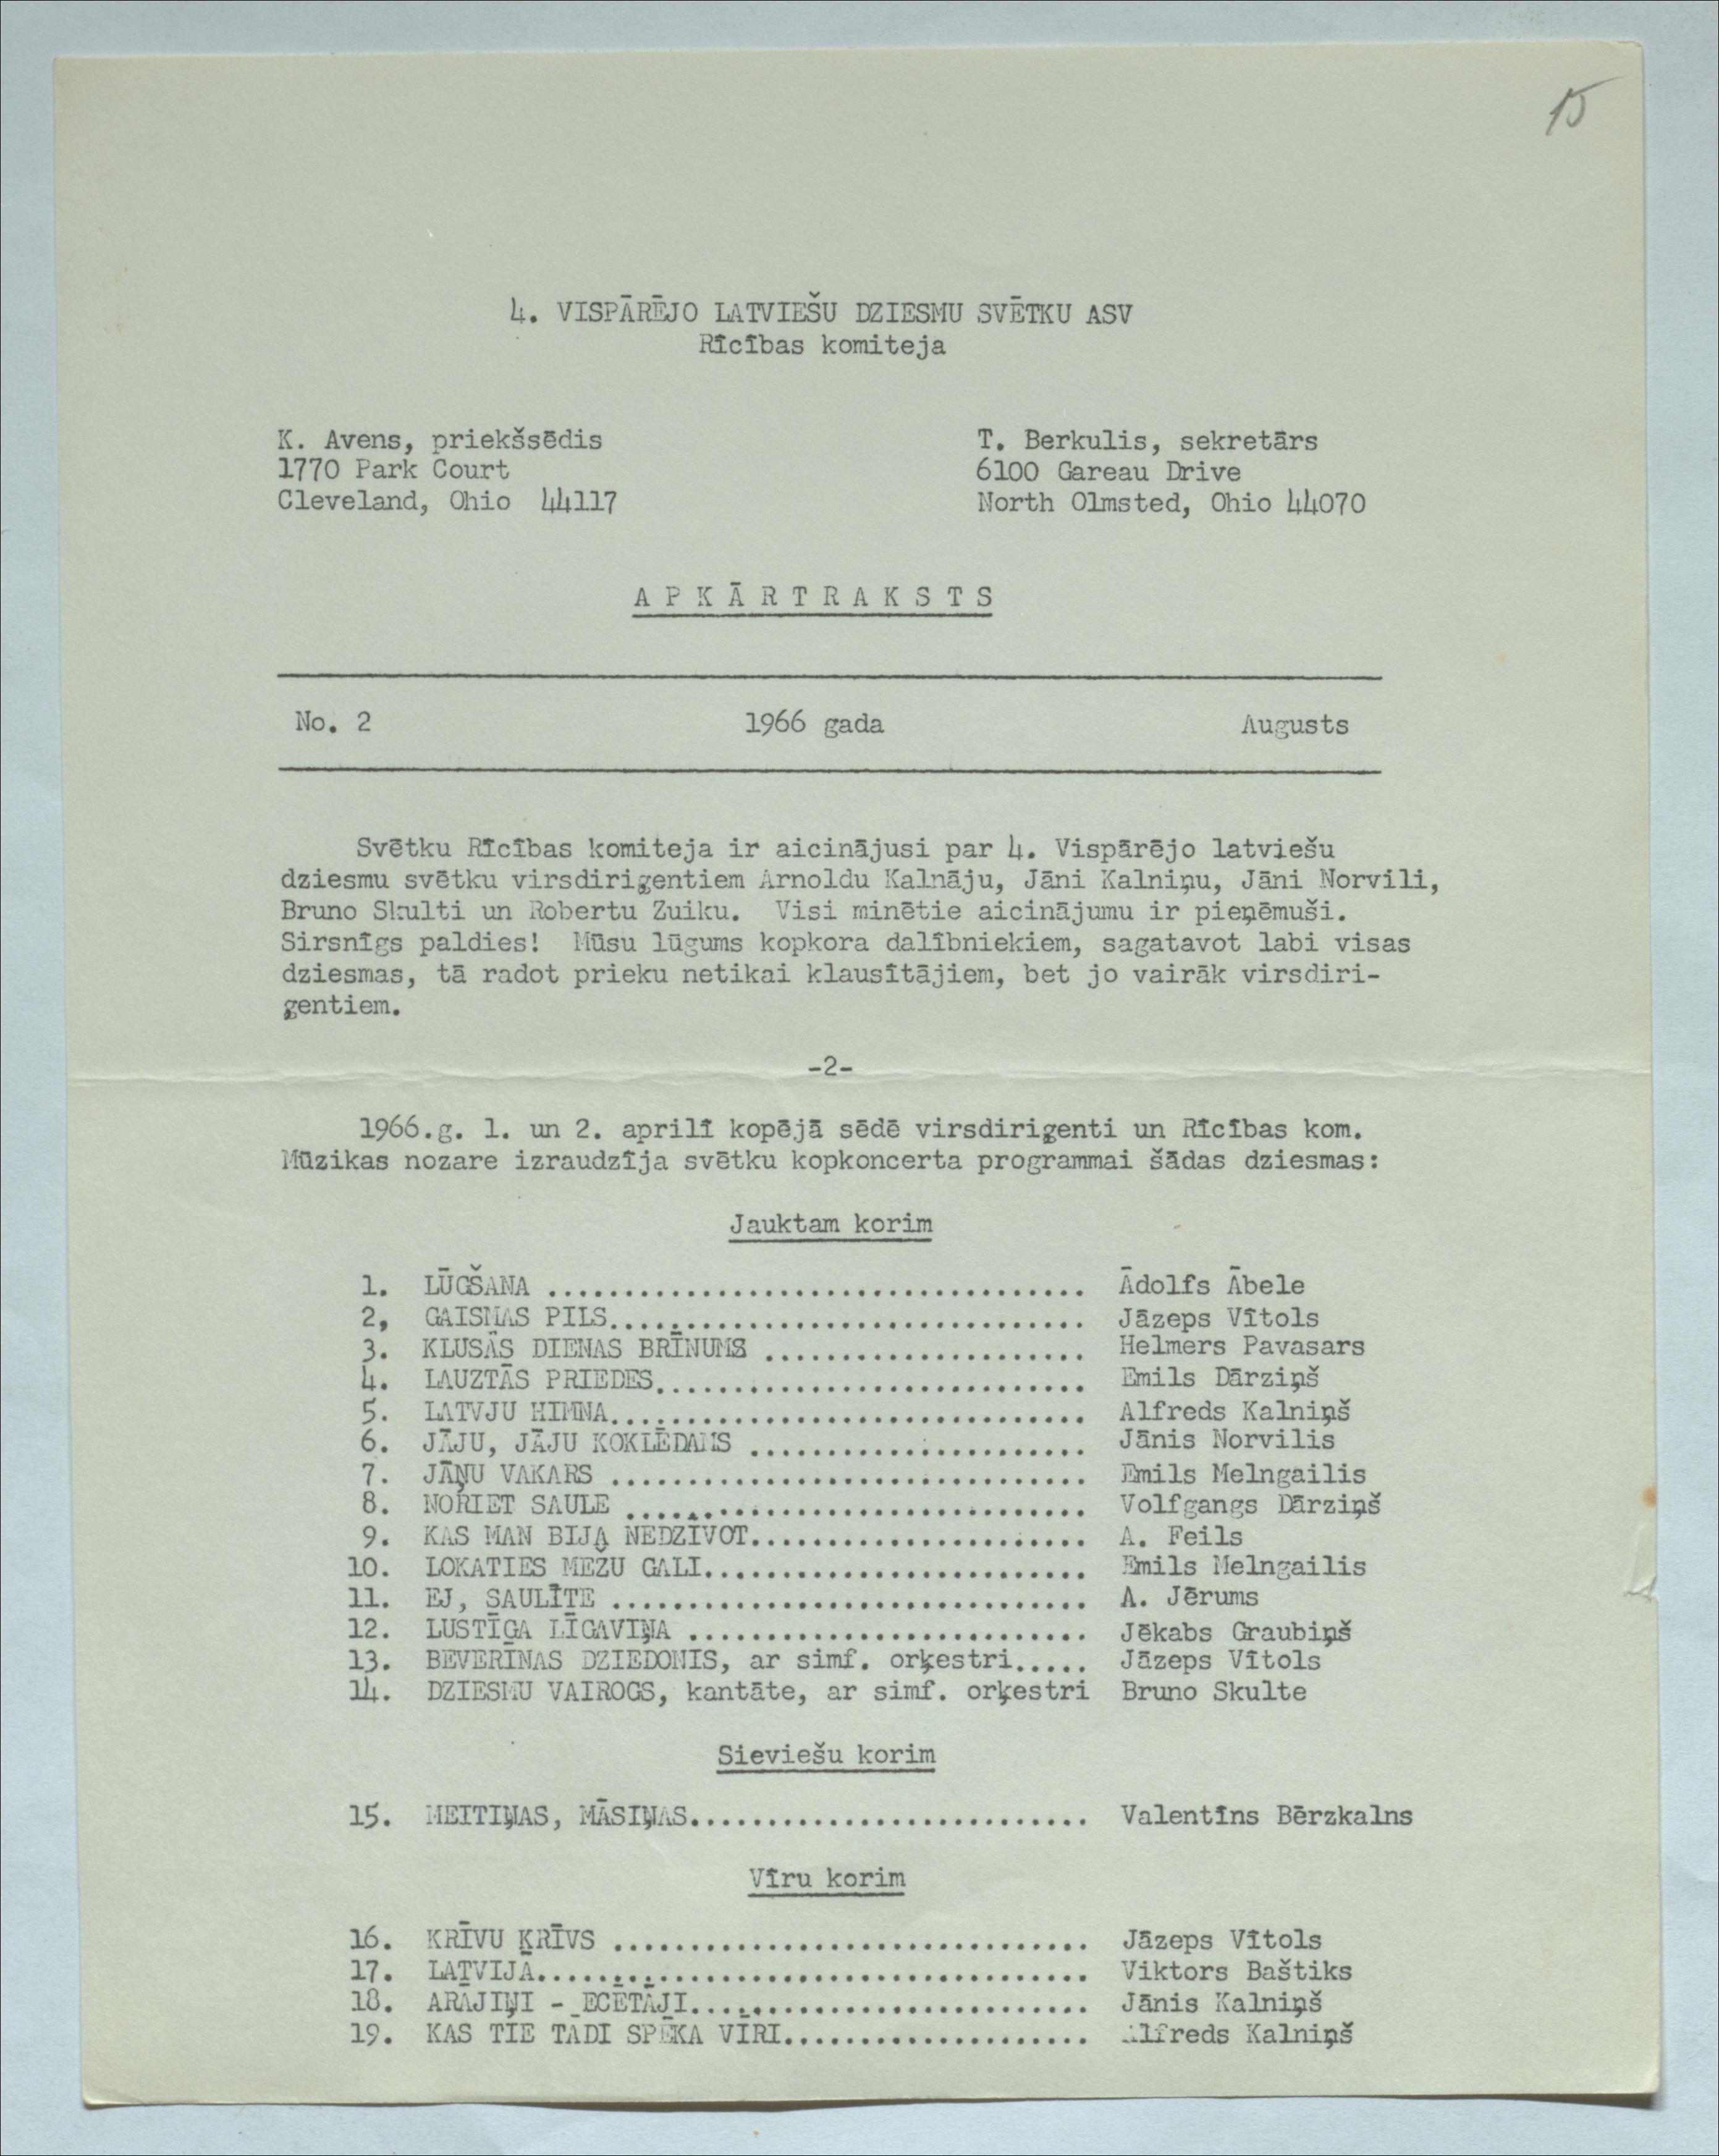 15
4. VISPĀRĒJO LATVIEŠU DZIESMU SVĒTKU ASV
Rīcības komiteja
K. Avens, priekšsēdis
1770 Park Court
Cleveland, Ohio 44117
T. Berkulis, sekretārs
6100 Gareau Drive
North Olmsted, Ohio 44070
A P K Ā R T R A K S T S
No. 2 1966 gada Augusts
Svētku Rīcības komiteja ir aicinājusi par 4. Vispārējo latviešu
dziesmu svētku virsdiriģentiem Arnoldu Kalnāju, Jāni Kalniņu, Jāni Norvili,
Bruno Skulti un Robertu Zuiku. Visi minētie aicinājumu ir pieņēmuši.
Sirsnīgs paldies! Mūsu lūgums kopkora dalībniekiem, sagatavot labi visas
dziesmas, tā radot prieku netikai klausītājiem, bet jo vairāk virsdiri-
ģentiem.
-2-
1966.g. 1. un 2. aprilī kopējā sēdē virsdiriģenti un Rīcības kom.
Mūzikas nozare izraudzīja svētku kopkoncerta programmai šādas dziesmas:
Jauktam korim
1. LŪGŠANA ................................... Ādolfs Ābele
2, GAISMAS PILS............................... Jāzeps Vītols
3. KLUSĀS DIENAS BRĪNUMS ..................... Helmers Pavasars
4. LAUZTĀS PRIEDES............................ Emils Dārziņš
5. LATVJU HIMNA............................... Alfreds Kalniņš
6. JĀJU, JĀJU KOKLĒDAMS ...................... Jānis Norvilis
7. JĀŅU VAKARS ............................... Emils Melngailis
8. NORIET SAULE .............................. Volfgangs Dārziņš
9. KAS MAN BIJA NEDZĪVOT...................... A. Feils
10. LOKATIES MEŽU GALI......................... Emils Melngailis
11. EJ, SAULĪTE ............................... A. Jērums
12. LUSTĪGA LĪGAVIŅA .......................... Jēkabs Graubiņš
13. BEVERĪNAS DZIEDONIS, ar simf. orķestri..... Jāzeps Vītols
14. DZIESMU VAIROGS, kantāte, ar simf. orķestri Bruno Skulte
Sieviešu korim
15. MEITIŅAS, MĀSIŅAS.......................... Valentīns Bērzkalns
Vīru korim
16. KRĪVU KRĪVS ............................... Jāzeps Vītols
17. LATVIJĀ.................................... Viktors Baštiks
18. ARĀJIŅI - ECĒTĀJI.......................... Jānis Kalniņš
19. KAS TIE TĀDI SPĒKA VĪRI.................... Alfreds Kalniņš